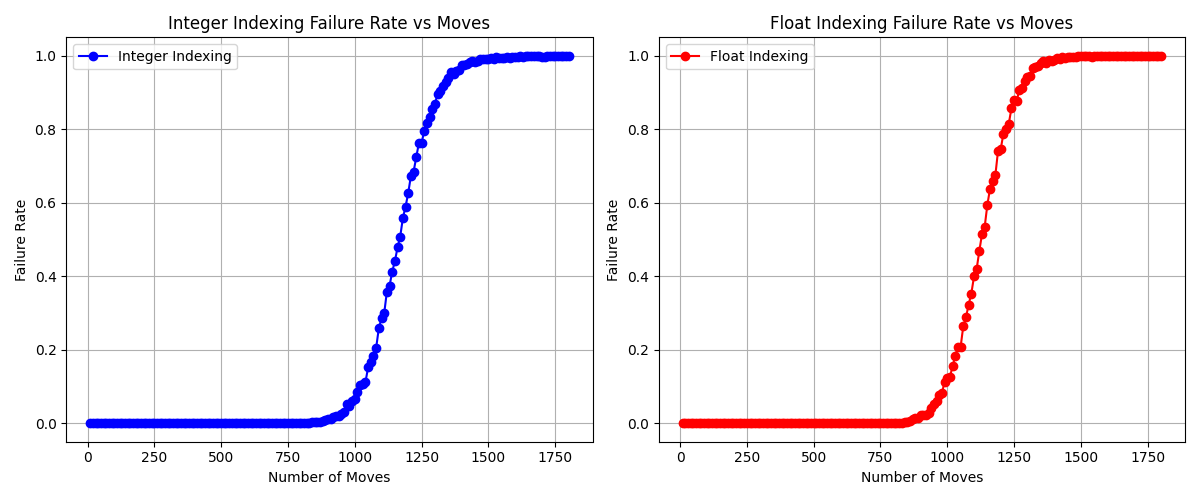 Integer Indexing Failure Rate vs Moves
Integer Indexing
Failure Rate
1.0
0.8
0.6
0.4
0.2
0.0
0 250 500 750 1000 1250 1500 1750
Number of Moves
Float Indexing Failure Rate vs Moves
Float Indexing
Failure Rate
1.0
0.8
0.6
0.4
0.2
0.0
0 250 500 750 1000 1250 1500 1750
Number of Moves